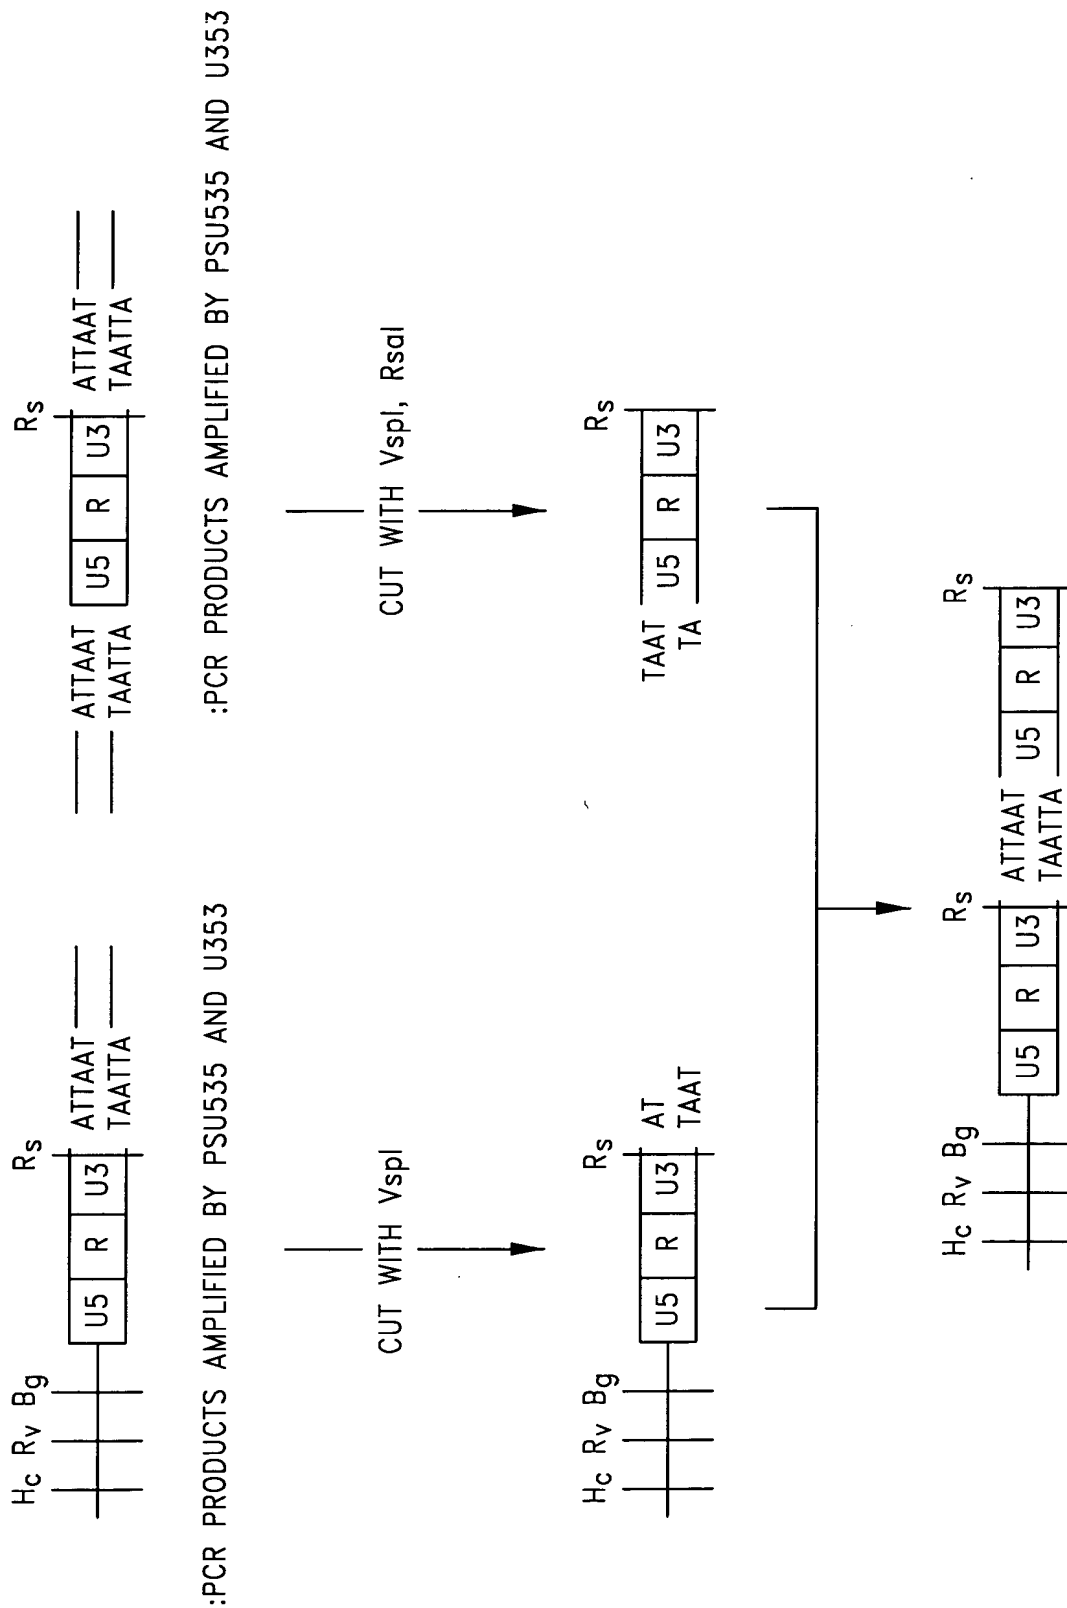 Hc Rv Bg
Rs
U5 R U3
ATTAAT
TAATTA
:PCR PRODUCTS AMPLIFIED BY PSU535 AND U353
CUT WITH VspI
Hc Rv Bg
Rs
U5 R U3
AT
TAAT
ATTAAT
TAATTA
Rs
U5 R U3
ATTAAT
TAATTA
:PCR PRODUCTS AMPLIFIED BY PSU535 AND U353
CUT WITH VspI, RsaI
TAAT
TA
Rs
U5 R U3
Hc Rv Bg
Rs
U5 R U3
ATTAAT
TAATTA
Rs
U5 R U3